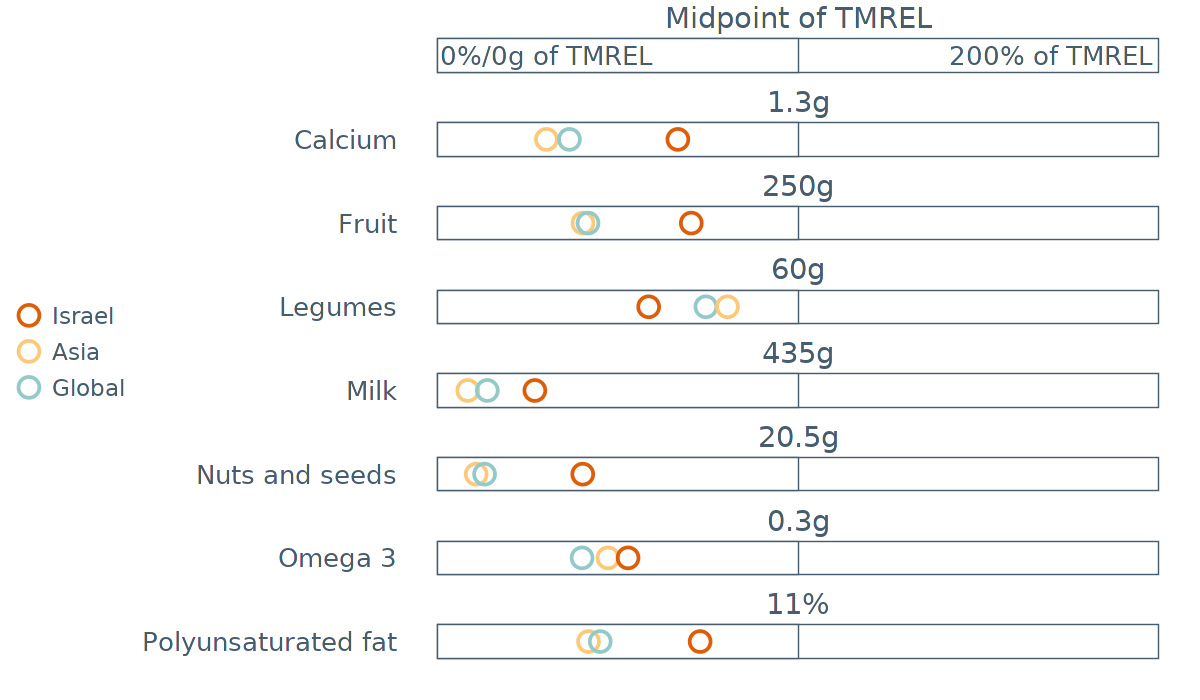 Midpoint of TMREL
0%/0g of TMREL
200% of TMREL
1.3g
Calcium
250g
Fruit
60g
Legumes
435g
Milk
20.5g
Nuts and seeds
0.3g
Omega 3
11%
Polyunsaturated fat
Israel
Asia
Global